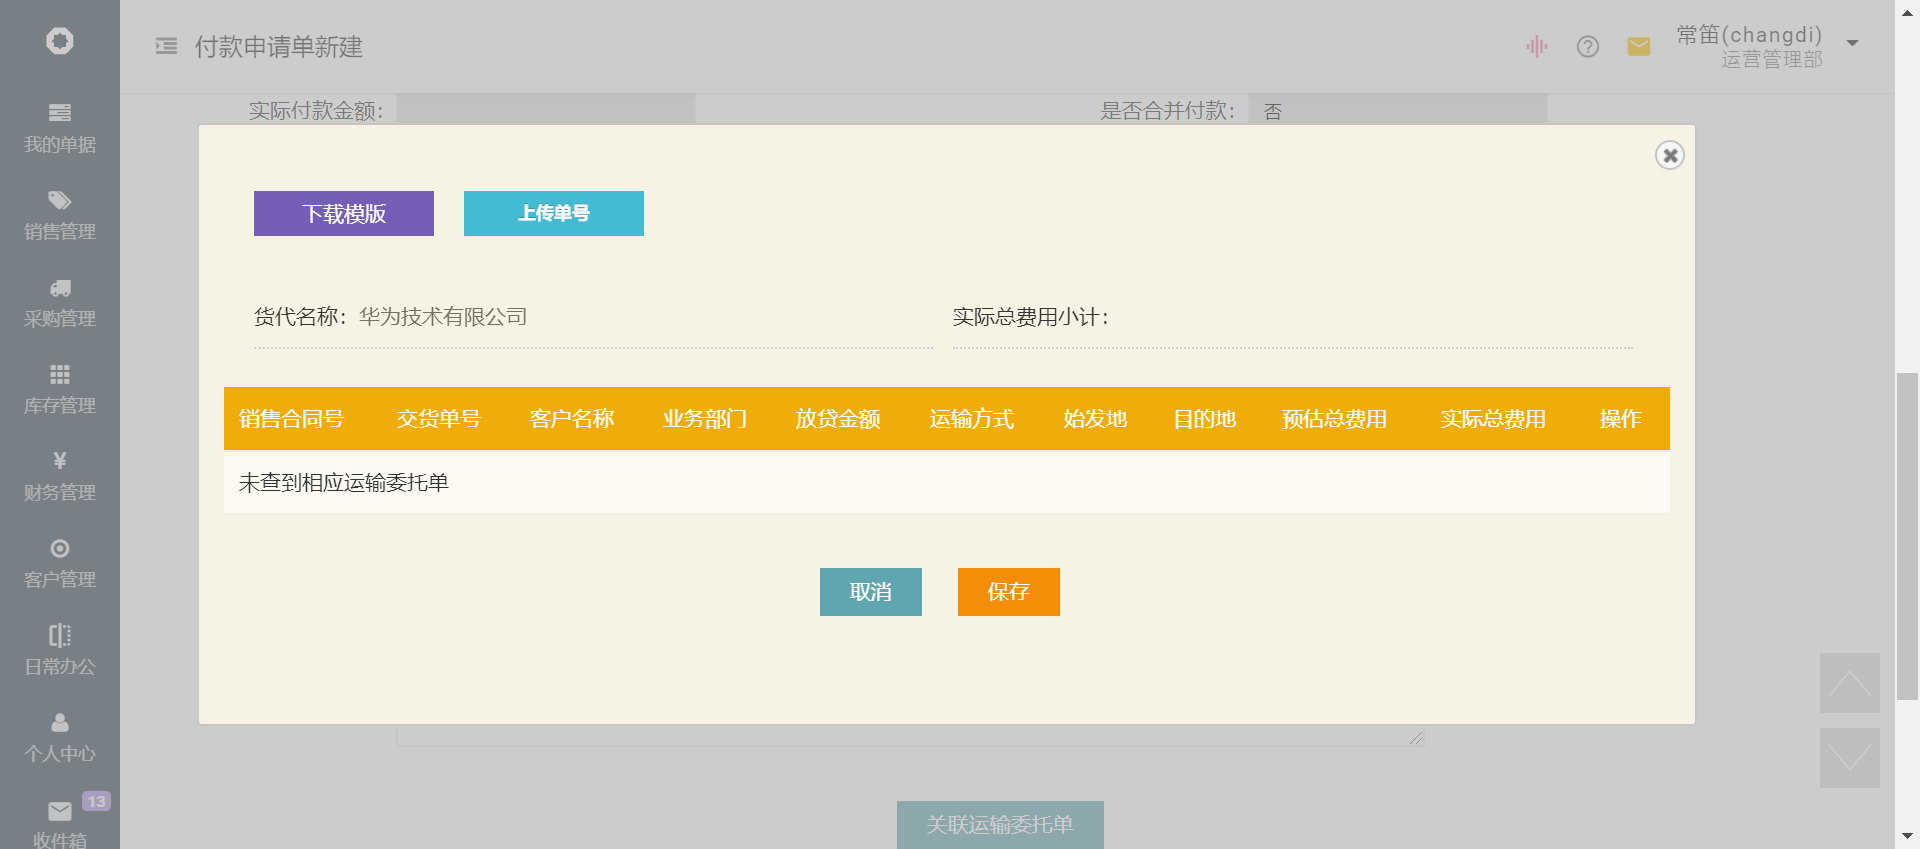 付款申请单新建
常笛(changdi)
运营管理部
我的单据
销售管理
采购管理
库存管理
财务管理
客户管理
日常办公
个人中心
13
收件箱
实际付款金额：
是否合并付款： 否
下载模版 上传单号
货代名称：华为技术有限公司 实际总费用小计：
销售合同号 交货单号 客户名称 业务部门 放贷金额 运输方式 始发地 目的地 预估总费用 实际总费用 操作
未查到相应运输委托单
取消 保存
关联运输委托单